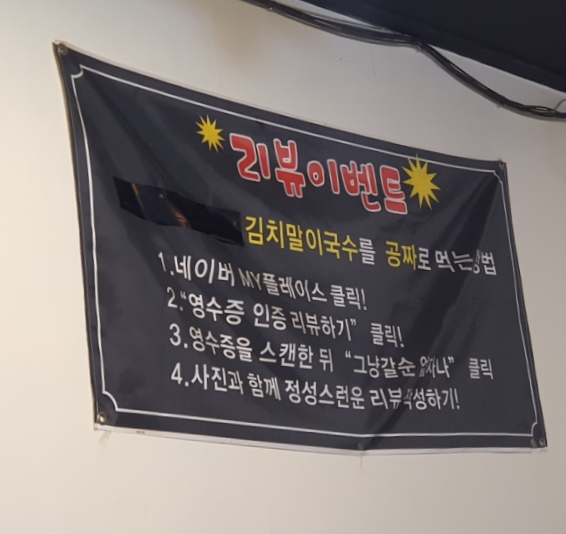 리뷰이벤트
김치말이국수를 공짜로 먹는방법
1.네이버 MY플레이스 클릭!
2."영수증 인증 리뷰하기" 클릭!
3.영수증을 스캔한 뒤 "그냥갈순 없자나" 클릭
4.사진과 함께 정성스러운 리뷰작성하기!